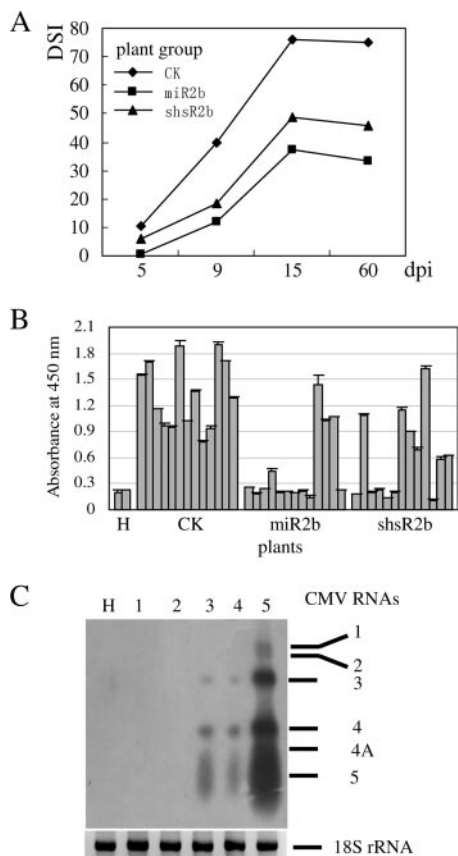 A
DSI
80
70
60
50
40
30
20
10
0
plant group
CK
miR2b
shsR2b
5 9 15 60 dpi
B
Absorbance at 450 nm
2.1
1.8
1.5
1.2
0.9
0.6
0.3
0
H CK miR2b shsR2b
plants
C
H 1 2 3 4 5 CMV RNAs
1
2
3
4
4A
5
18S rRNA